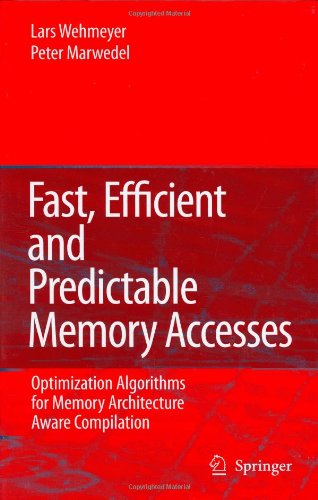 Lars Wehmeyer
Peter Marwedel
Fast, Efficient
and
Predictable
Memory Accesses
Optimization Algorithms
for Memory Architecture
Aware Compilation
Springer